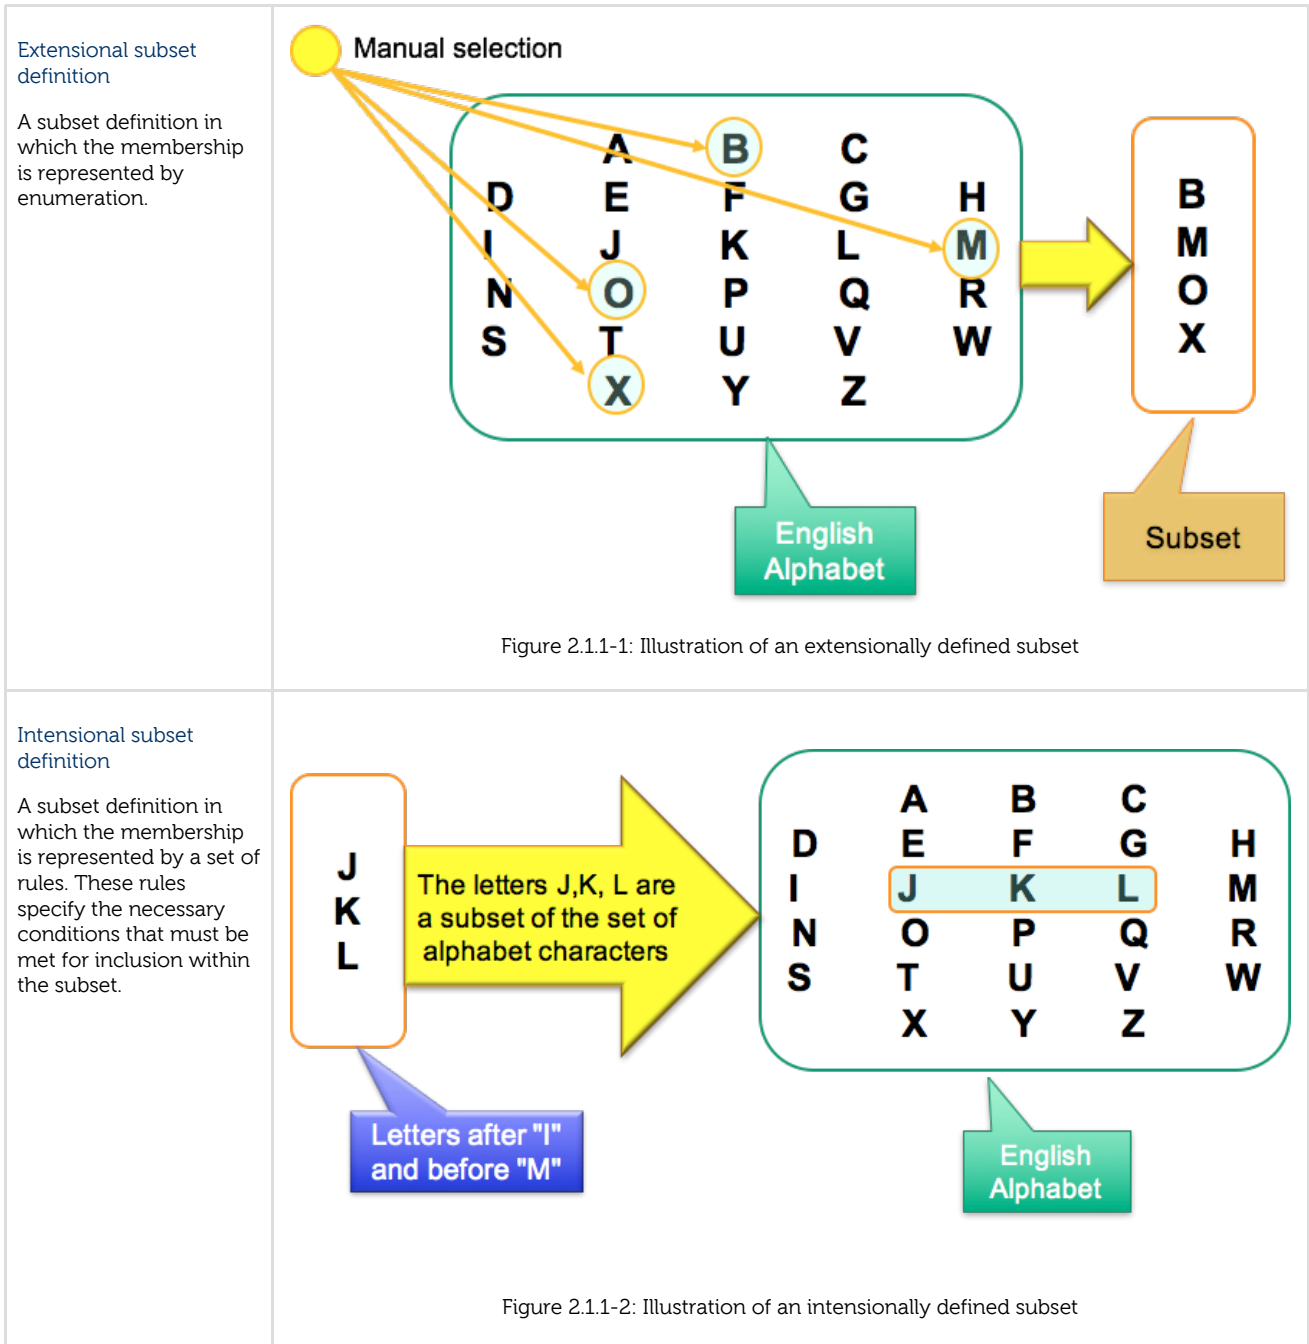 Extensional subset
definition
A subset definition in
which the membership
is represented by
enumeration.
Manual selection
A B C
D E F G H
I J K L M
N O P Q R
S T U V W
X Y Z
B
M
O
X
English
Alphabet
Subset
Figure 2.1.1-1: Illustration of an extensionally defined subset
Intensional subset
definition
A subset definition in
which the membership
is represented by a set of
rules. These rules
specify the necessary
conditions that must be
met for inclusion within
the subset.
J
K
L
The letters J,K, L are
a subset of the set of
alphabet characters
A B C
D E F G H
I J K L M
N O P Q R
S T U V W
X Y Z
Letters after "I"
and before "M"
English
Alphabet
Figure 2.1.1-2: Illustration of an intensionally defined subset